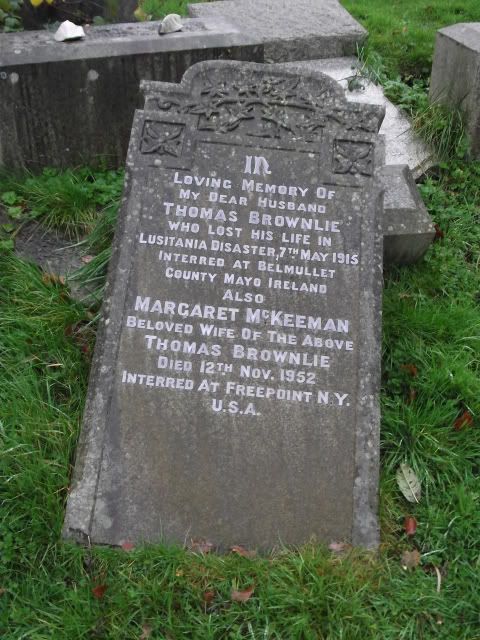 IN
LOVING MEMORY OF
MY DEAR HUSBAND
THOMAS BROWNLIE
WHO LOST HIS LIFE IN
LUSITANIA DISASTER, 7TH MAY 1915
INTERRED AT BELMULLET
COUNTY MAYO IRELAND
ALSO
MARGARET MCKEEMAN
BELOVED WIFE OF THE ABOVE
THOMAS BROWNLIE
DIED 12TH NOV. 1952
INTERRED AT FREEPOINT N.Y.
U.S.A.